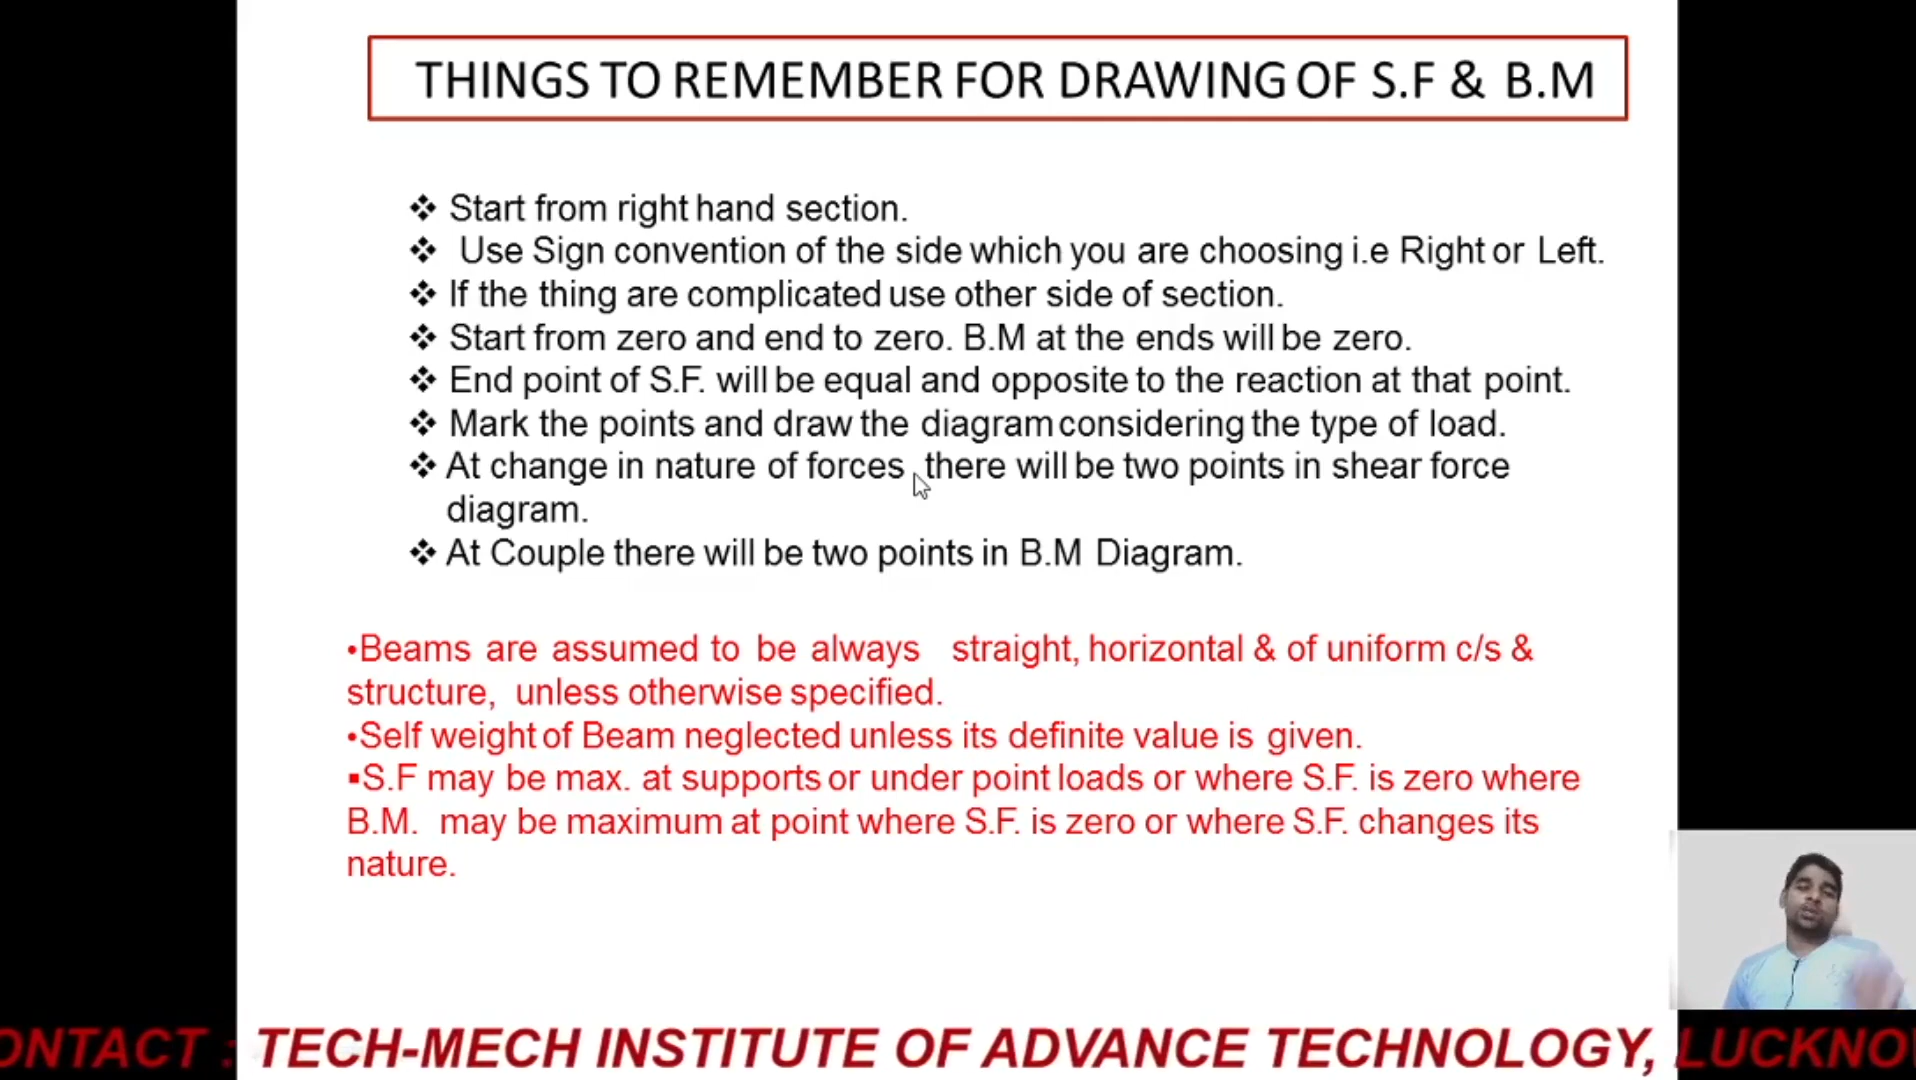 THINGS TO REMEMBER FOR DRAWING OF S.F & B.M
❖ Start from right hand section.
❖ Use Sign convention of the side which you are choosing i.e Right or Left.
❖ If the thing are complicated use other side of section.
❖ Start from zero and end to zero. B.M at the ends will be zero.
❖ End point of S.F. will be equal and opposite to the reaction at that point.
❖ Mark the points and draw the diagram considering the type of load.
❖ At change in nature of forces there will be two points in shear force
diagram.
❖ At Couple there will be two points in B.M Diagram.
•Beams are assumed to be always straight, horizontal & of uniform c/s &
structure, unless otherwise specified.
•Self weight of Beam neglected unless its definite value is given.
▪S.F may be max. at supports or under point loads or where S.F. is zero where
B.M. may be maximum at point where S.F. is zero or where S.F. changes its
nature.
ONTACT : TECH-MECH INSTITUTE OF ADVANCE TECHNOLOGY, LUCKNO